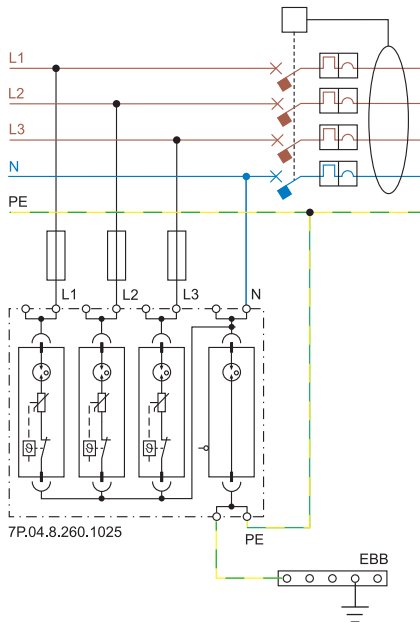 L1
L2
L3
N
PE
L1 L2 L3 N
ϑ ϑ ϑ
7P.04.8.260.1025
PE
EBB